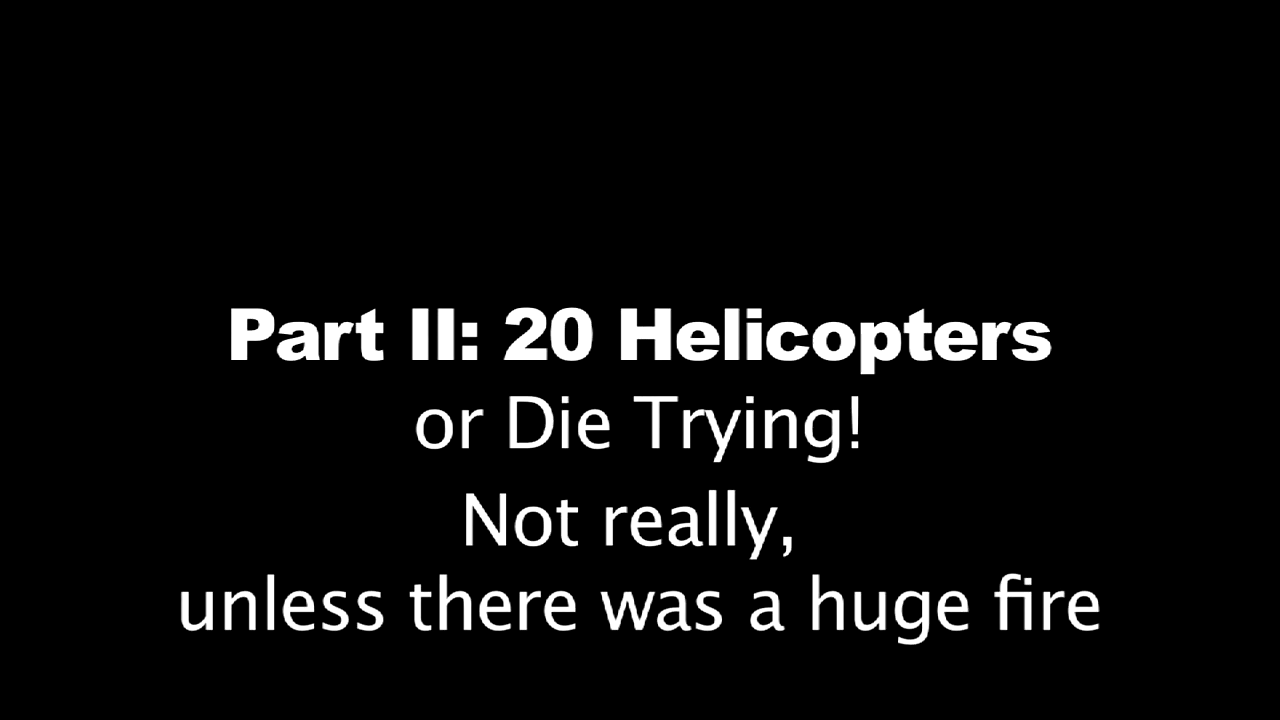 Part II: 20 Helicopters
or Die Trying!
Not really,
unless there was a huge fire